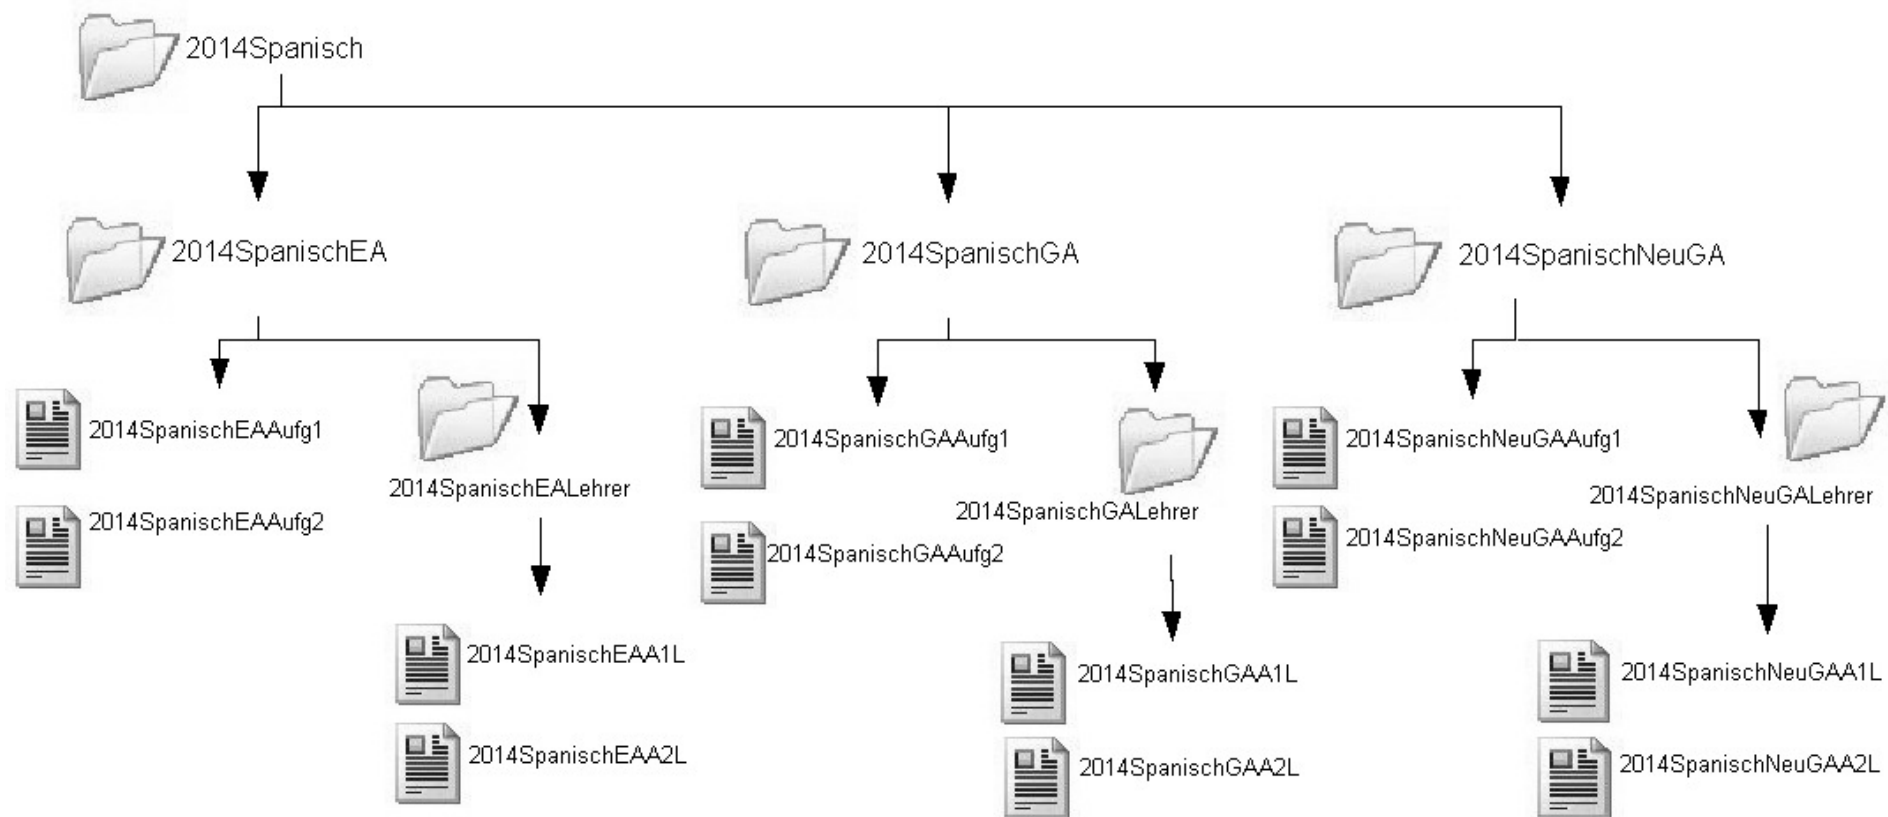 2014Spanisch
2014SpanischEA
2014SpanischGA
2014SpanischNeuGA
2014SpanischEAAufg1
2014SpanischEAAufg2
2014SpanischEALehrer
2014SpanischEAA1L
2014SpanischEAA2L
2014SpanischGAAufg1
2014SpanischGAAufg2
2014SpanischGALehrer
2014SpanischGAA1L
2014SpanischGAA2L
2014SpanischNeuGAAufg1
2014SpanischNeuGAAufg2
2014SpanischNeuGALehrer
2014SpanischNeuGAA1L
2014SpanischNeuGAA2L